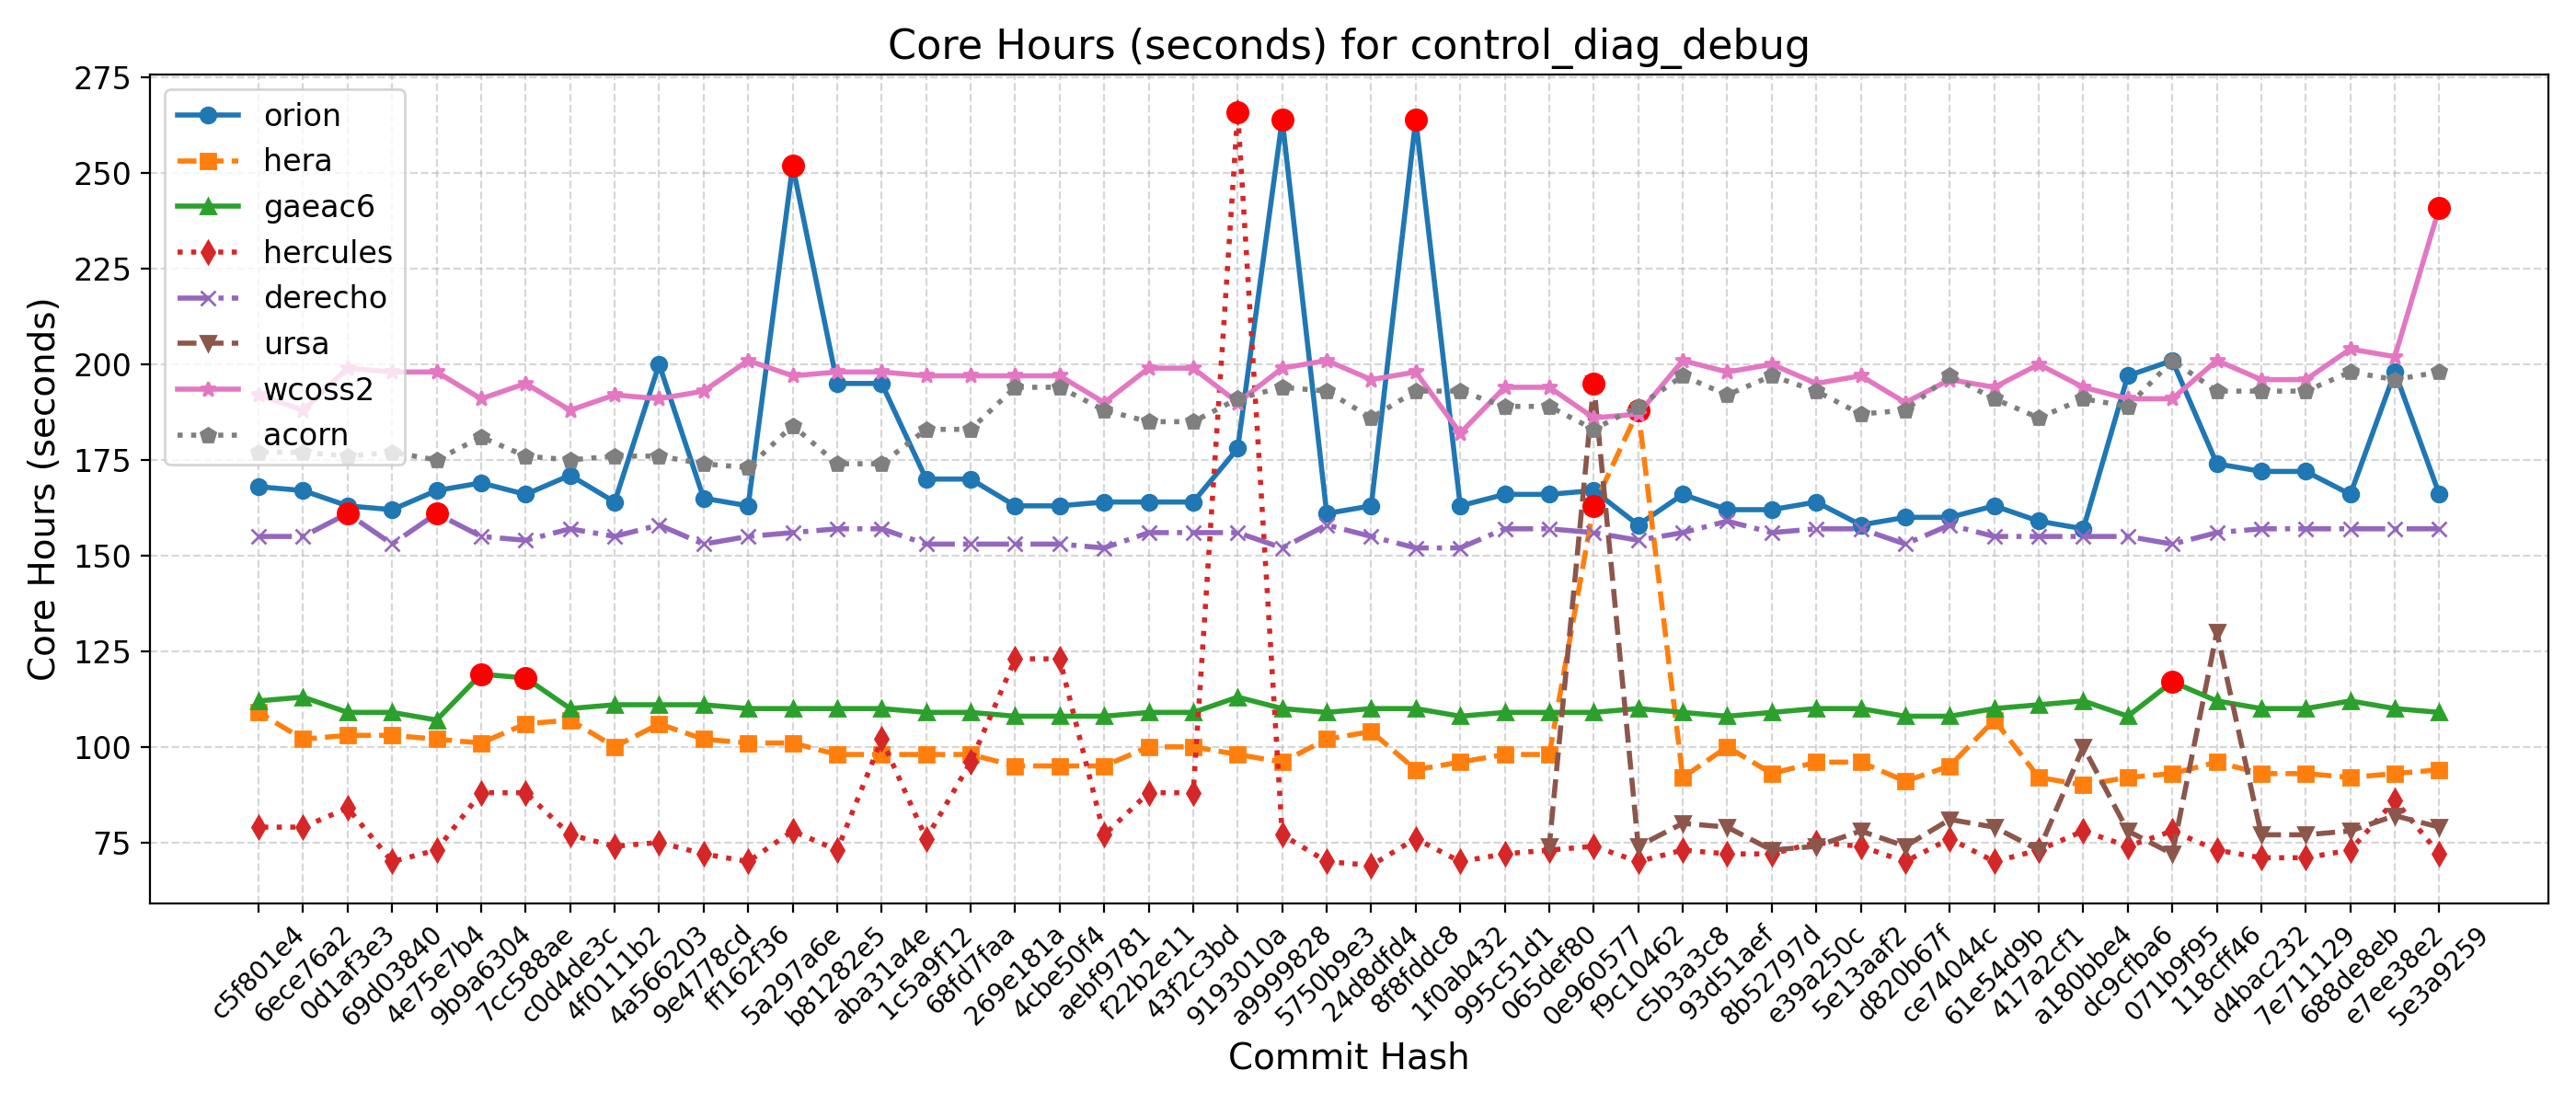 Core Hours (seconds) for control_diag_debug
Core Hours (seconds)
275
250
225
200
175
150
125
100
75
orion
hera
gaeac6
hercules
derecho
ursa
wcoss2
acorn
c5f801e4
6ece76a2
0d1af3e3
69d03840
4e75e7b4
9b9a6304
7cc588ae
c0d4de3c
4f0111b2
4a566203
9e4778cd
ff162f36
5a297a6e
b81282e5
aba31a4e
1c5a9f12
68fd7faa
269e181a
4cbe50f4
aebf9781
f22b2e11
43f2c3bd
9193010a
a9999828
5750b9e3
24d8dfd4
8f8fddc8
1f0ab432
995c51d1
065def80
0e960577
f9c10462
c5b3a3c8
93d51aef
8b52797d
e39a250c
5e13aaf2
d820b67f
ce74044c
61e54d9b
417a2cf1
a180bbe4
dc9cfba6
071b9f95
118cff46
d4bac232
7e711129
688de8eb
e7ee38e2
5e3a9259
Commit Hash